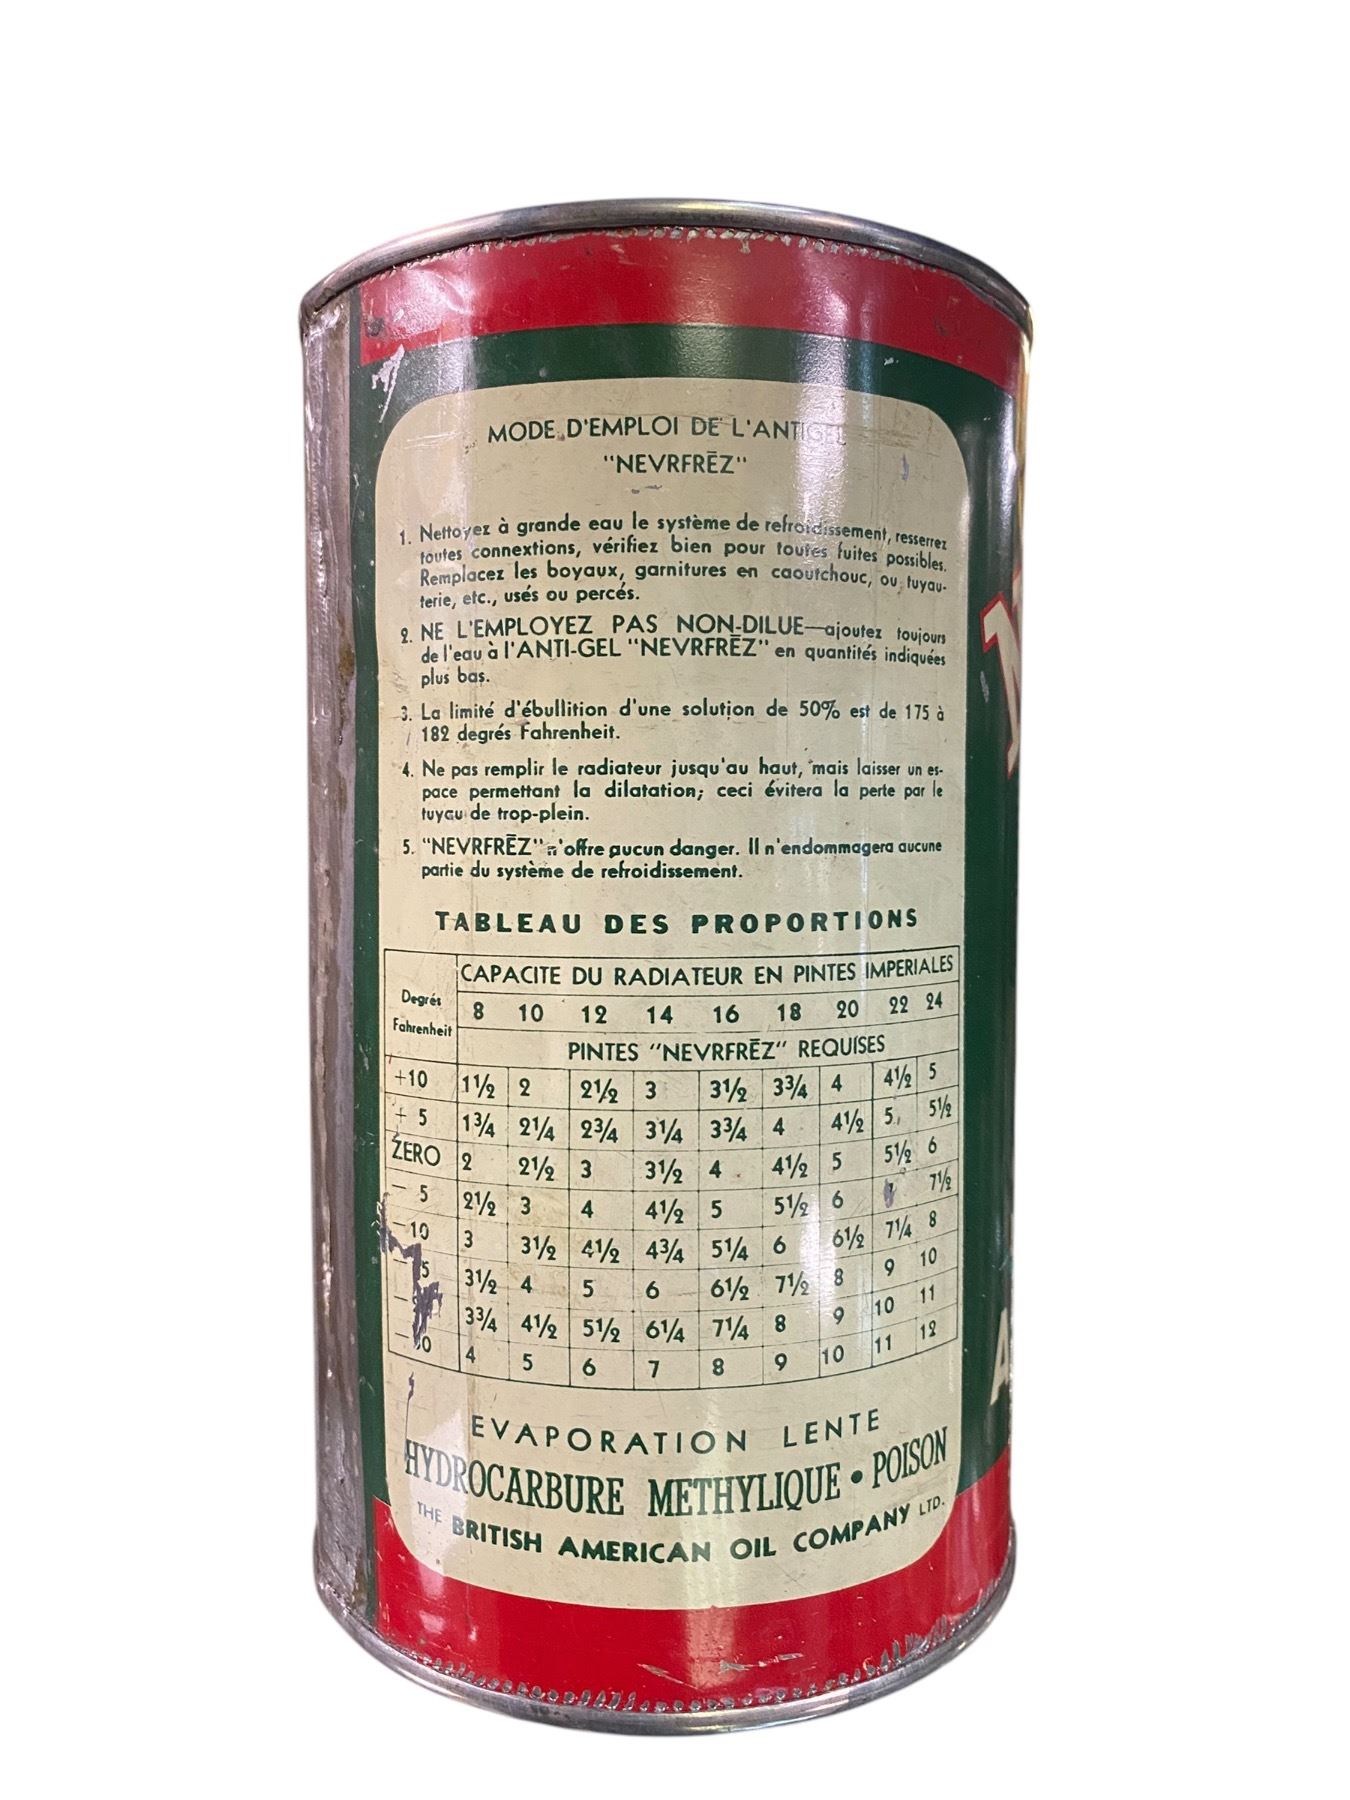 MODE D'EMPLOI DE L'ANTIGEL
"NEVRFRĒZ"
1. Nettoyez à grande eau le système de refroidissement, resserrez
toutes connextions, vérifiez bien pour toutes fuites possibles.
Remplacez les boyaux, garnitures en caoutchouc, ou tuyau-
terie, etc., usés ou percés.
2. NE L'EMPLOYEZ PAS NON-DILUE—ajoutez toujours
de l'eau à l'ANTI-GEL "NEVRFRĒZ" en quantités indiquées
plus bas.
3. La limité d'ébullition d'une solution de 50% est de 175 à
182 degrés Fahrenheit.
4. Ne pas remplir le radiateur jusqu'au haut, mais laisser un es-
pace permettant la dilatation; ceci évitera la perte par le
tuyau de trop-plein.
5. "NEVRFRĒZ" n'offre aucun danger. Il n'endommagera aucune
partie du système de refroidissement.
TABLEAU DES PROPORTIONS
Degrés
Fahrenheit
CAPACITE DU RADIATEUR EN PINTES IMPERIALES
8 10 12 14 16 18 20 22 24
PINTES "NEVRFRĒZ" REQUISES
+10 1½ 2 2½ 3 3½ 3¾ 4 4½ 5
+ 5 1¾ 2¼ 2¾ 3¼ 3¾ 4 4½ 5 5½
ZERO 2 2½ 3 3½ 4 4½ 5 5½ 6
— 5 2½ 3 4 4½ 5 5½ 6 7½
—10 3 3½ 4½ 4¾ 5¼ 6 6½ 7¼ 8
— 5 3½ 4 5 6 6½ 7½ 8 9 10
— 3¾ 4½ 5½ 6¼ 7¼ 8 9 10 11
— 0 4 5 6 7 8 9 10 11 12
EVAPORATION LENTE
HYDROCARBURE METHYLIQUE • POISON
THE BRITISH AMERICAN OIL COMPANY LTD.